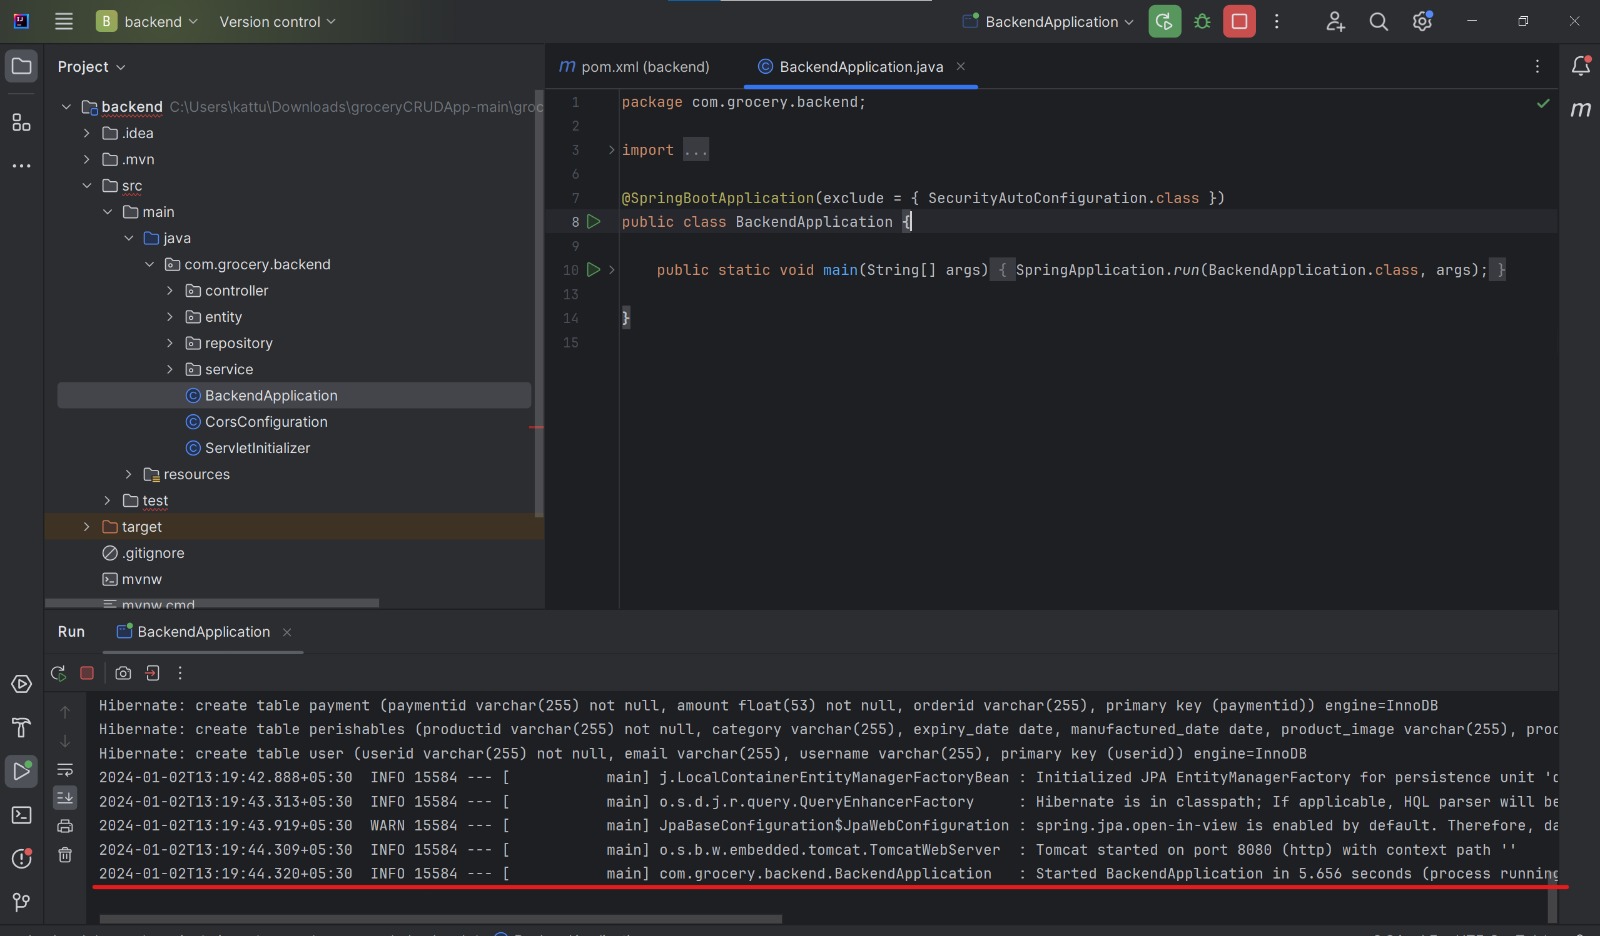 B backend Version control BackendApplication
Project
backend C:\Users\kattu\Downloads\groceryCRUDApp-main\groc
.idea
.mvn
src
main
java
com.grocery.backend
controller
entity
repository
service
BackendApplication
CorsConfiguration
ServletInitializer
resources
test
target
.gitignore
mvnw
mvnw.cmd
m pom.xml (backend) BackendApplication.java
1 package com.grocery.backend;
2
3 import ...
6
7 @SpringBootApplication(exclude = { SecurityAutoConfiguration.class })
8 public class BackendApplication {
9
10 public static void main(String[] args) { SpringApplication.run(BackendApplication.class, args); }
13
14 }
15
m
Run BackendApplication
Hibernate: create table payment (paymentid varchar(255) not null, amount float(53) not null, orderid varchar(255), primary key (paymentid)) engine=InnoDB
Hibernate: create table perishables (productid varchar(255) not null, category varchar(255), expiry_date date, manufactured_date date, product_image varchar(255), proc
Hibernate: create table user (userid varchar(255) not null, email varchar(255), username varchar(255), primary key (userid)) engine=InnoDB
2024-01-02T13:19:42.888+05:30 INFO 15584 --- [ main] j.LocalContainerEntityManagerFactoryBean : Initialized JPA EntityManagerFactory for persistence unit
2024-01-02T13:19:43.313+05:30 INFO 15584 --- [ main] o.s.d.j.r.query.QueryEnhancerFactory : Hibernate is in classpath; If applicable, HQL parser will be
2024-01-02T13:19:43.919+05:30 WARN 15584 --- [ main] JpaBaseConfiguration$JpaWebConfiguration : spring.jpa.open-in-view is enabled by default. Therefore, da
2024-01-02T13:19:44.309+05:30 INFO 15584 --- [ main] o.s.b.w.embedded.tomcat.TomcatWebServer : Tomcat started on port 8080 (http) with context path ''
2024-01-02T13:19:44.320+05:30 INFO 15584 --- [ main] com.grocery.backend.BackendApplication : Started BackendApplication in 5.656 seconds (process running